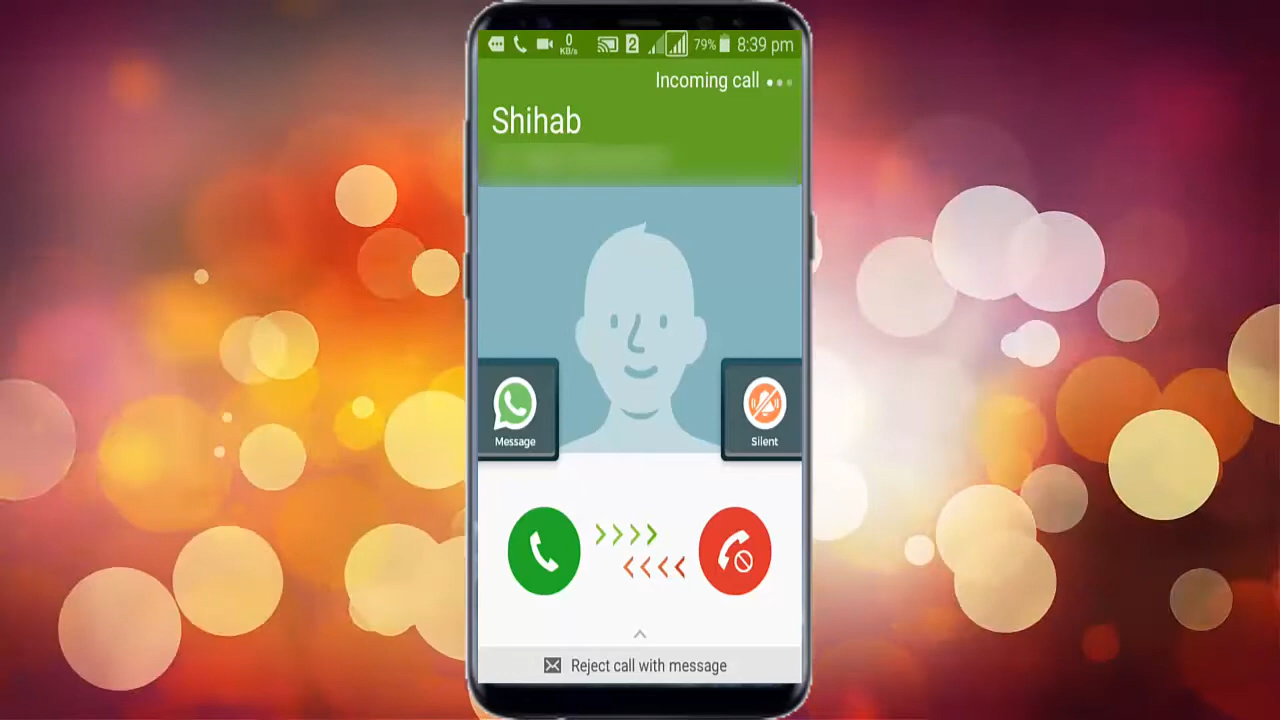 0 KB/s 2 79% 8:39 pm
Incoming call
Shihab
Message
Silent
Reject call with message